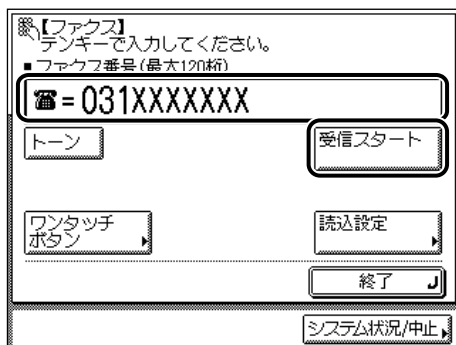 【ファクス】
テンキーで入力してください。
■ファクス番号(最大120桁)
☎=031XXXXXXX
トーン
受信スタート
ワンタッチ
ボタン
読込設定
終了
システム状況/中止